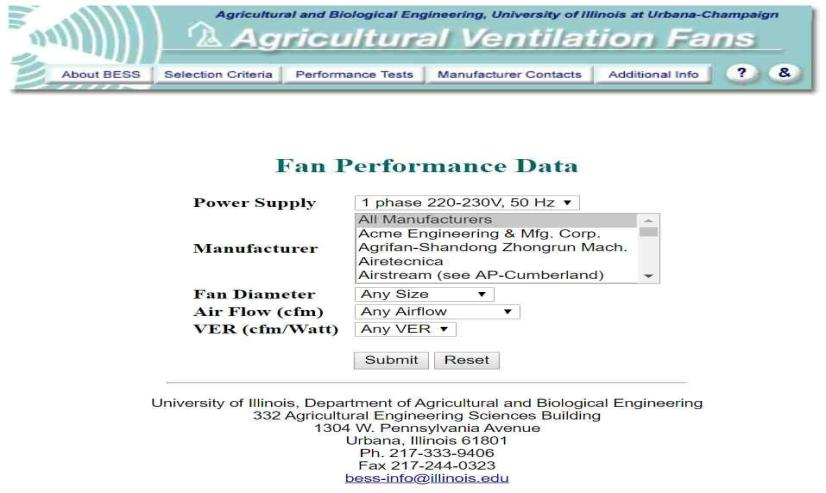 Agricultural and Biological Engineering, University of Illinois at Urbana-Champaign
Agricultural Ventilation Fans
About BESS Selection Criteria Performance Tests Manufacturer Contacts Additional Info ? &
Fan Performance Data
Power Supply 1 phase 220-230V, 50 Hz
Manufacturer
All Manufacturers
Acme Engineering & Mfg. Corp.
Agrifan-Shandong Zhongrun Mach.
Airetecnica
Airstream (see AP-Cumberland)
Fan Diameter Any Size
Air Flow (cfm) Any Airflow
VER (cfm/Watt) Any VER
Submit Reset
University of Illinois, Department of Agricultural and Biological Engineering
332 Agricultural Engineering Sciences Building
1304 W. Pennsylvania Avenue
Urbana, Illinois 61801
Ph. 217-333-9406
Fax 217-244-0323
bess-info@illinois.edu